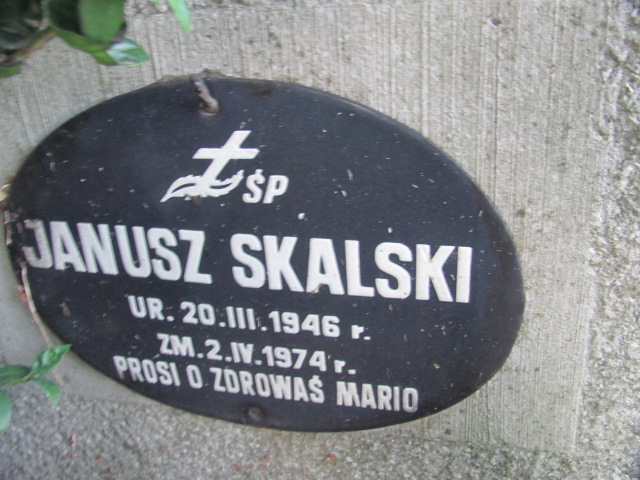 ŚP
JANUSZ SKALSKI
UR. 20.III.1946 r.
ZM. 2.IV.1974 r.
PROSI O ZDROWAŚ MARIO